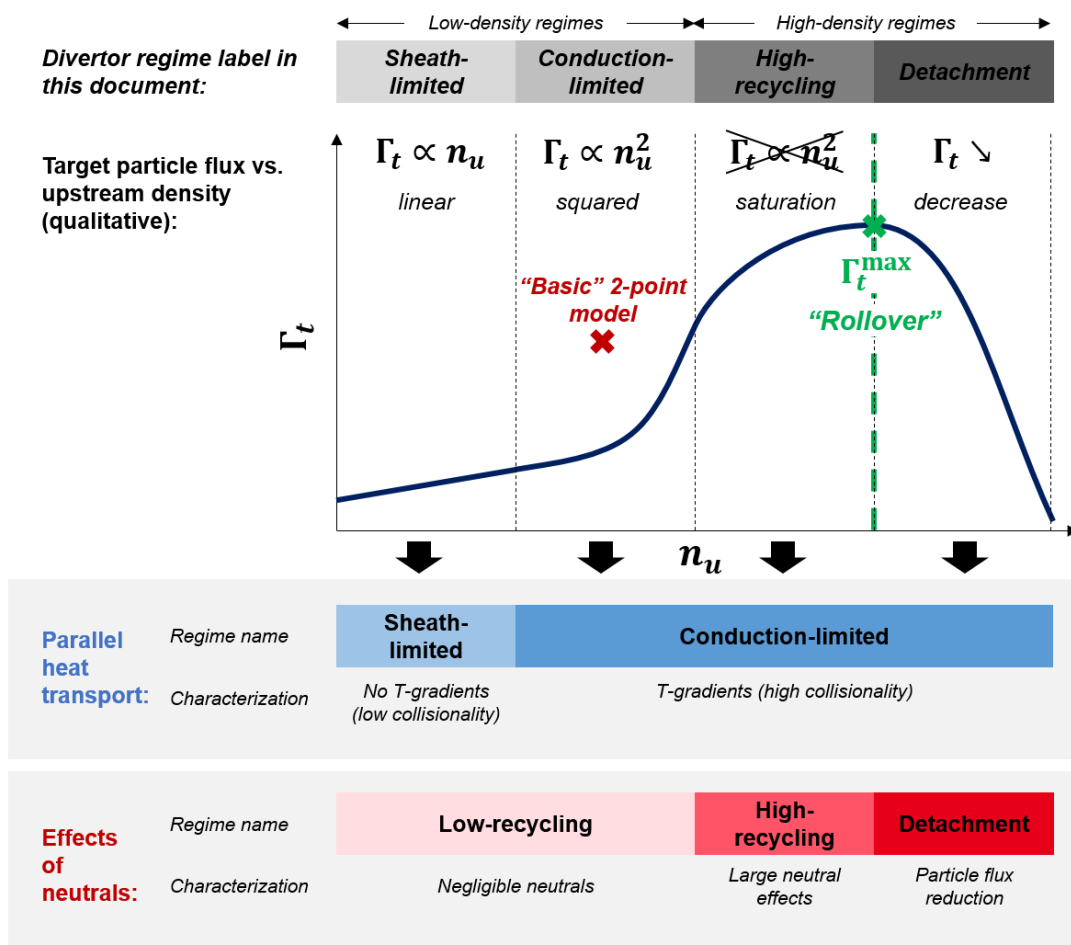 Low-density regimes
High-density regimes
Divertor regime label in
this document:
Sheath-
limited
Conduction-
limited
High-
recycling
Detachment
Target particle flux vs.
upstream density
(qualitative):
Γₜ ∝ nᵤ
linear
Γₜ ∝ nᵤ²
squared
Γₜ ∝ nᵤ²
saturation
Γₜ ↘
decrease
"Basic" 2-point
model
Γₜᵐᵃˣ
"Rollover"
Γₜ
nᵤ
Parallel
heat
transport:
Regime name
Sheath-
limited
Conduction-limited
Characterization
No T-gradients
(low collisionality)
T-gradients (high collisionality)
Effects
of
neutrals:
Regime name
Low-recycling
High-
recycling
Detachment
Characterization
Negligible neutrals
Large neutral
effects
Particle flux
reduction